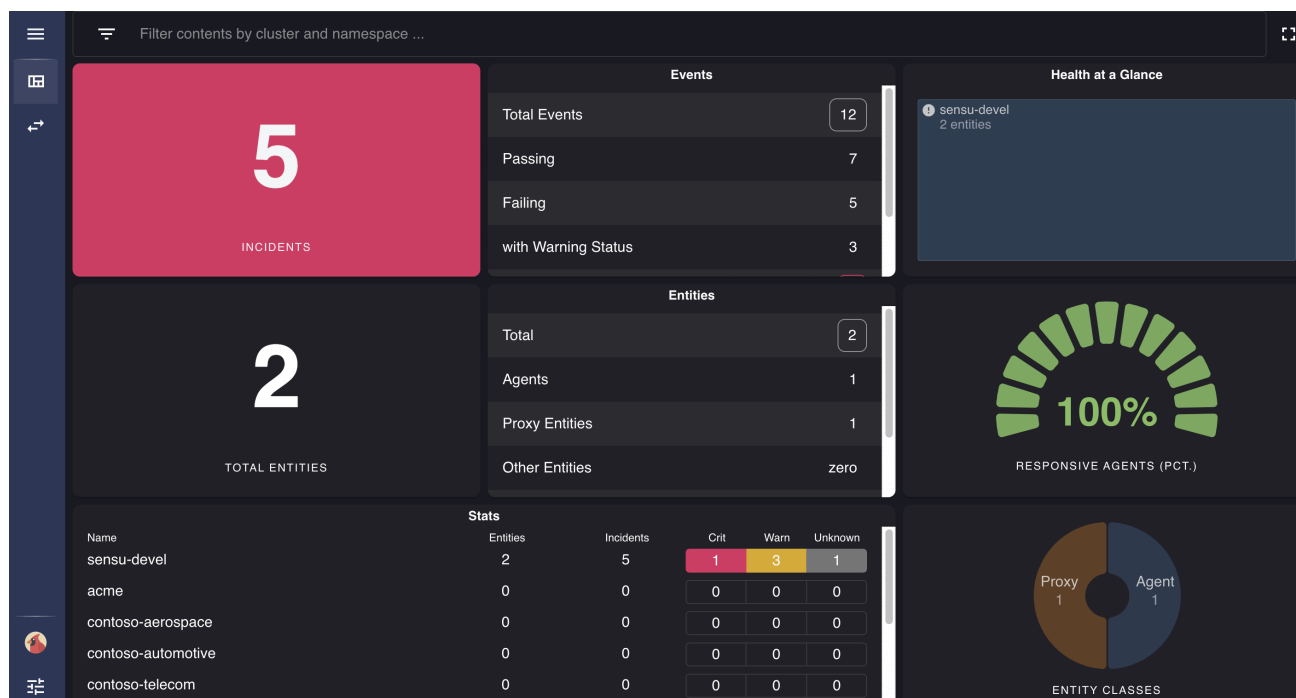 Filter contents by cluster and namespace ...
5
INCIDENTS
Events
Total Events 12
Passing 7
Failing 5
with Warning Status 3
Health at a Glance
sensu-devel
2 entities
2
TOTAL ENTITIES
Entities
Total 2
Agents 1
Proxy Entities 1
Other Entities zero
100%
RESPONSIVE AGENTS (PCT.)
Stats
Name Entities Incidents Crit Warn Unknown
sensu-devel 2 5 1 3 1
acme 0 0 0 0 0
contoso-aerospace 0 0 0 0 0
contoso-automotive 0 0 0 0 0
contoso-telecom 0 0 0 0 0
Proxy
1
Agent
1
ENTITY CLASSES